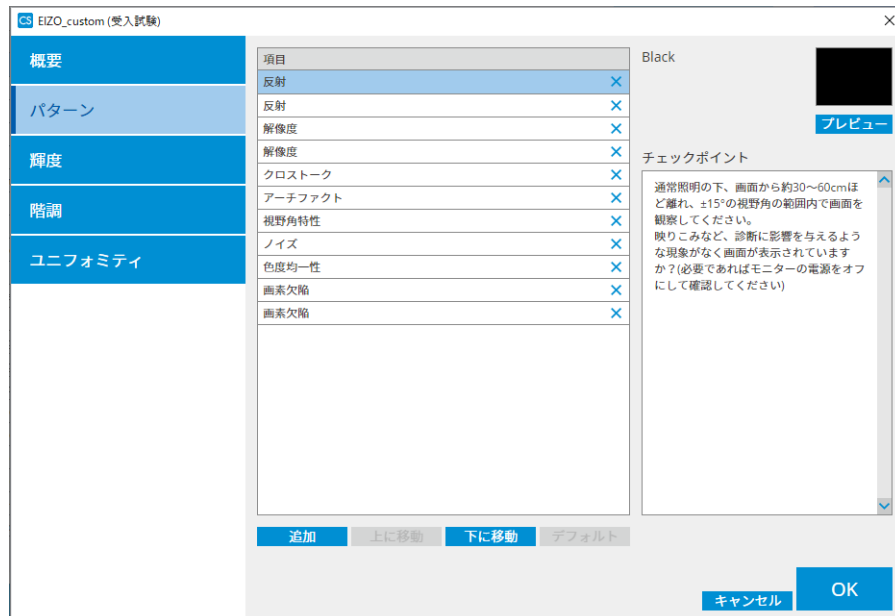 CS EIZO_custom (受入試験)
概要
パターン
輝度
階調
ユニフォミティ
項目
反射
反射
解像度
解像度
クロストーク
アーチファクト
視野角特性
ノイズ
色度均一性
画素欠陥
画素欠陥
追加
上に移動
下に移動
デフォルト
Black
プレビュー
チェックポイント
通常照明の下、画面から約30～60cmほ
ど離れ、±15°の視野角の範囲内で画面を
観察してください。
映りこみなど、診断に影響を与えるよう
な現象がなく画面が表示されています
か？(必要であればモニターの電源をオフ
にして確認してください)
キャンセル
OK